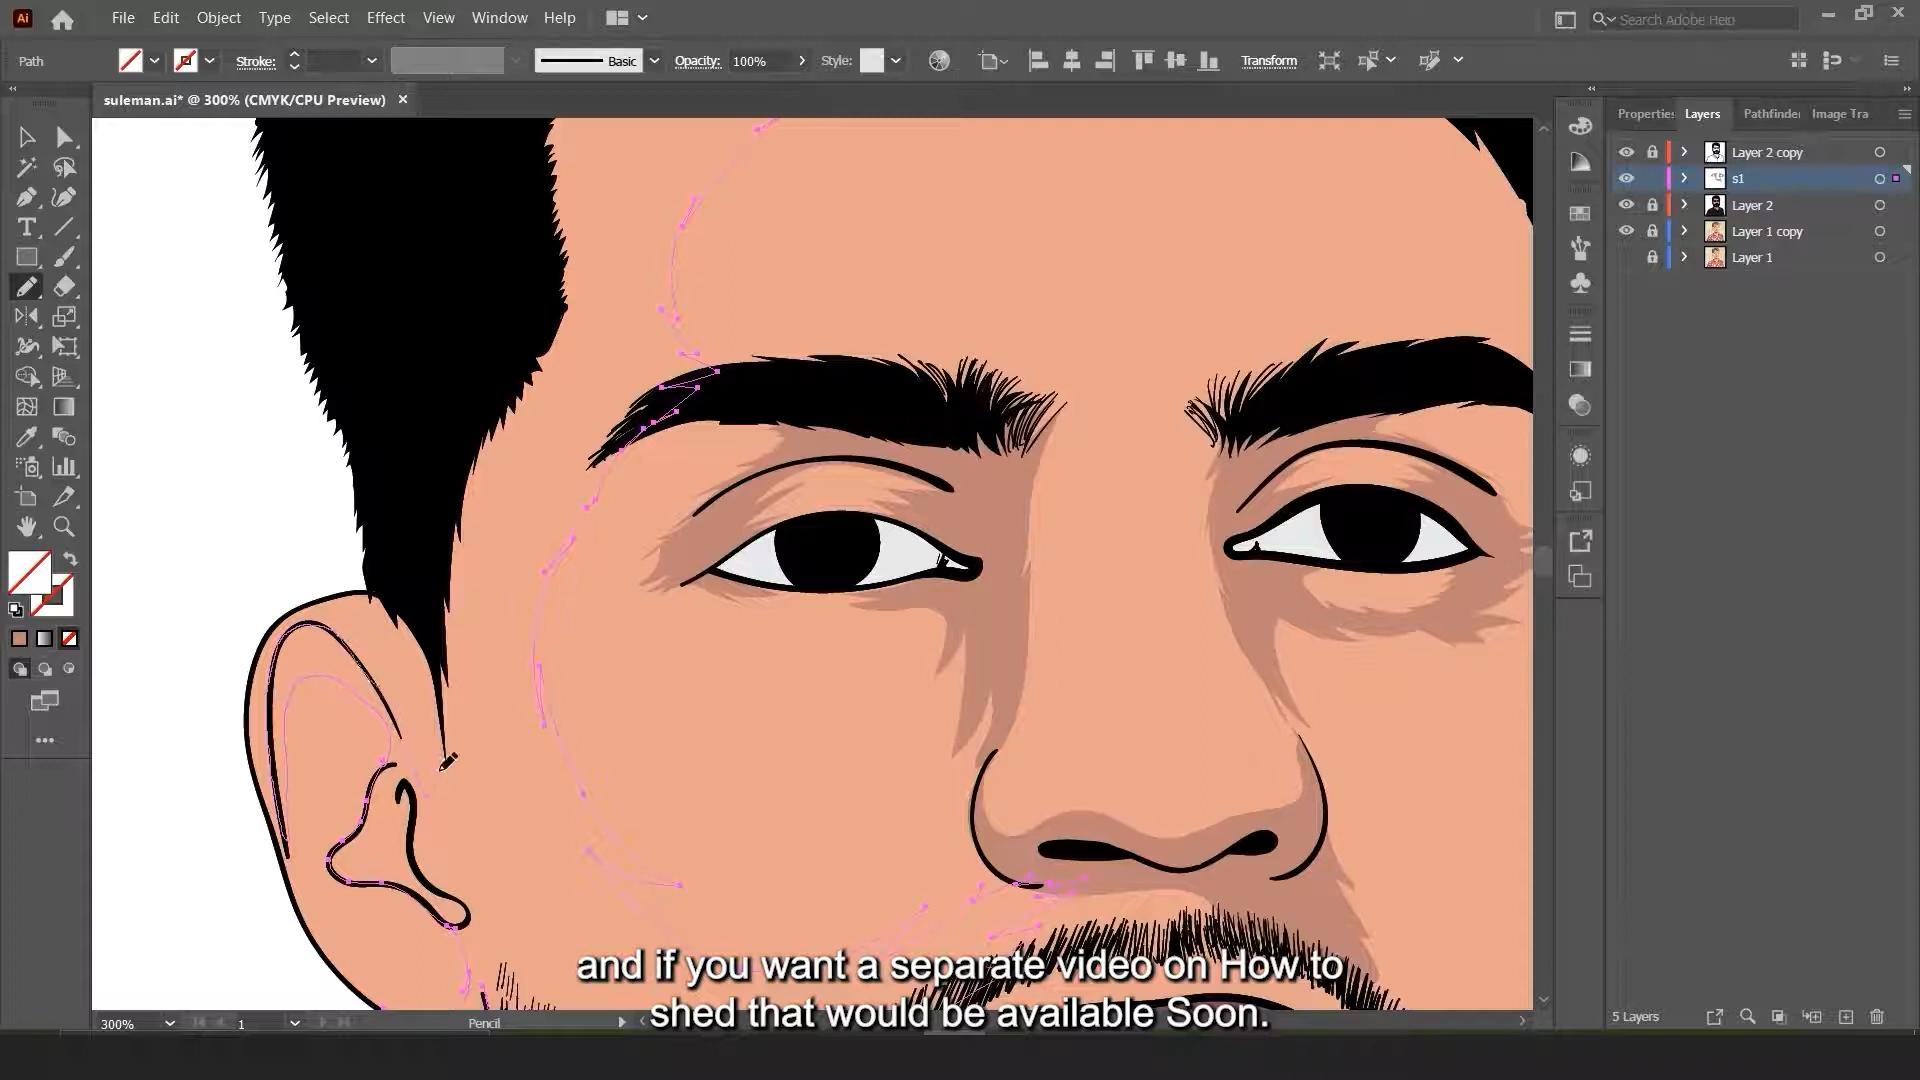 Ai File Edit Object Type Select Effect View Window Help Search Adobe Help
Path Stroke: Basic Opacity: 100% Style: Transform
suleman.ai* @ 300% (CMYK/CPU Preview)
Properties Layers Pathfinder Image Tra
Layer 2 copy
s1
Layer 2
Layer 1 copy
Layer 1
and if you want a separate video on How to
shed that would be available Soon.
300% 1 Pencil 5 Layers